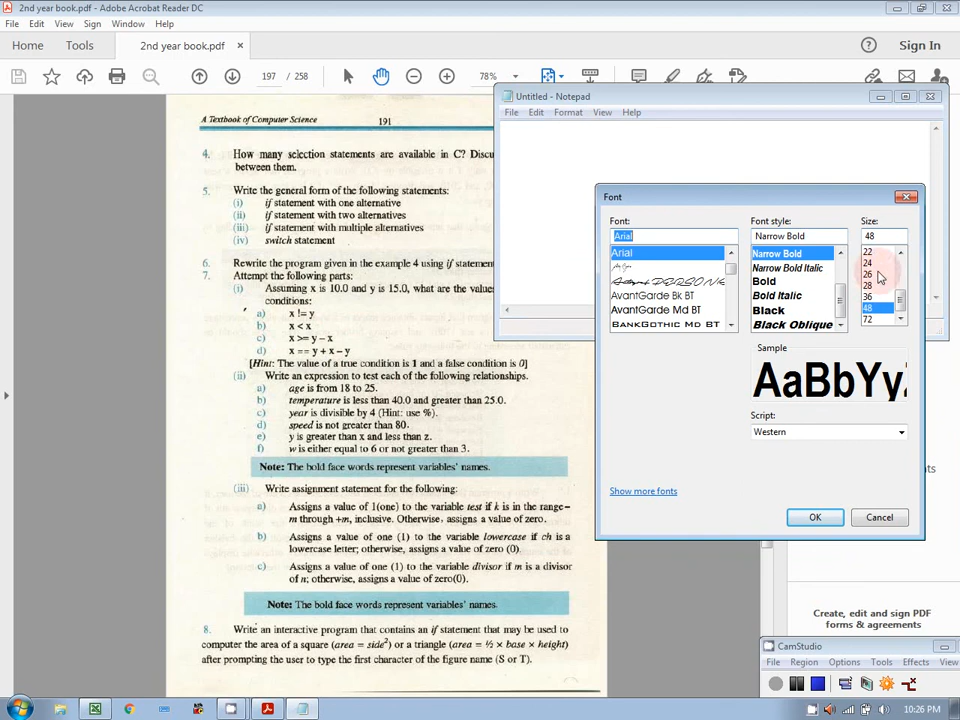 2nd year book.pdf - Adobe Acrobat Reader DC
File Edit View Sign Window Help
Home Tools 2nd year book.pdf × Sign In
197 / 258 78%
A Textbook of Computer Science 191
4. How many selection statements are available in C? Discu
between them.
5. Write the general form of the following statements:
(i) if statement with one alternative
(ii) if statement with two alternatives
(iii) if statement with multiple alternatives
(iv) switch statement
6. Rewrite the program given in the example 4 using if stateme
7. Attempt the following parts:
(i) Assuming x is 10.0 and y is 15.0, what are the values
conditions:
a) x != y
b) x < x
c) x >= y – x
d) x == y + x – y
[Hint: The value of a true condition is 1 and a false condition is 0]
(ii) Write an expression to test each of the following relationships.
a) age is from 18 to 25.
b) temperature is less than 40.0 and greater than 25.0.
c) year is divisible by 4 (Hint: use %).
d) speed is not greater than 80.
e) y is greater than x and less than z.
f) w is either equal to 6 or not greater than 3.
Note: The bold face words represent variables' names.
(iii) Write assignment statement for the following:
a) Assigns a value of 1(one) to the variable test if k is in the range–
m through +m, inclusive. Otherwise, assigns a value of zero.
b) Assigns a value of one (1) to the variable lowercase if ch is a
lowercase letter; otherwise, assigns a value of zero (0).
c) Assigns a value of one (1) to the variable divisor if m is a divisor
of n; otherwise, assigns a value of zero(0).
Note: The bold face words represent variables' names.
8. Write an interactive program that contains an if statement that may be used to
computer the area of a square (area = side²) or a triangle (area = ½ × base × height)
after prompting the user to type the first character of the figure name (S or T).
Untitled - Notepad
File Edit Format View Help
Font
Font: Font style: Size:
Arial Narrow Bold 48
Arial
AvantGarde Bk BT
AvantGarde Md BT
BankGothic Md BT
Narrow Bold
Narrow Bold Italic
Bold
Bold Italic
Black
Black Oblique
22
24
26
28
36
48
72
Sample
AaBbYy
Script:
Western
Show more fonts
OK Cancel
Create, edit and sign PDF
forms & agreements
CamStudio
File Region Options Tools Effects View
10:26 PM